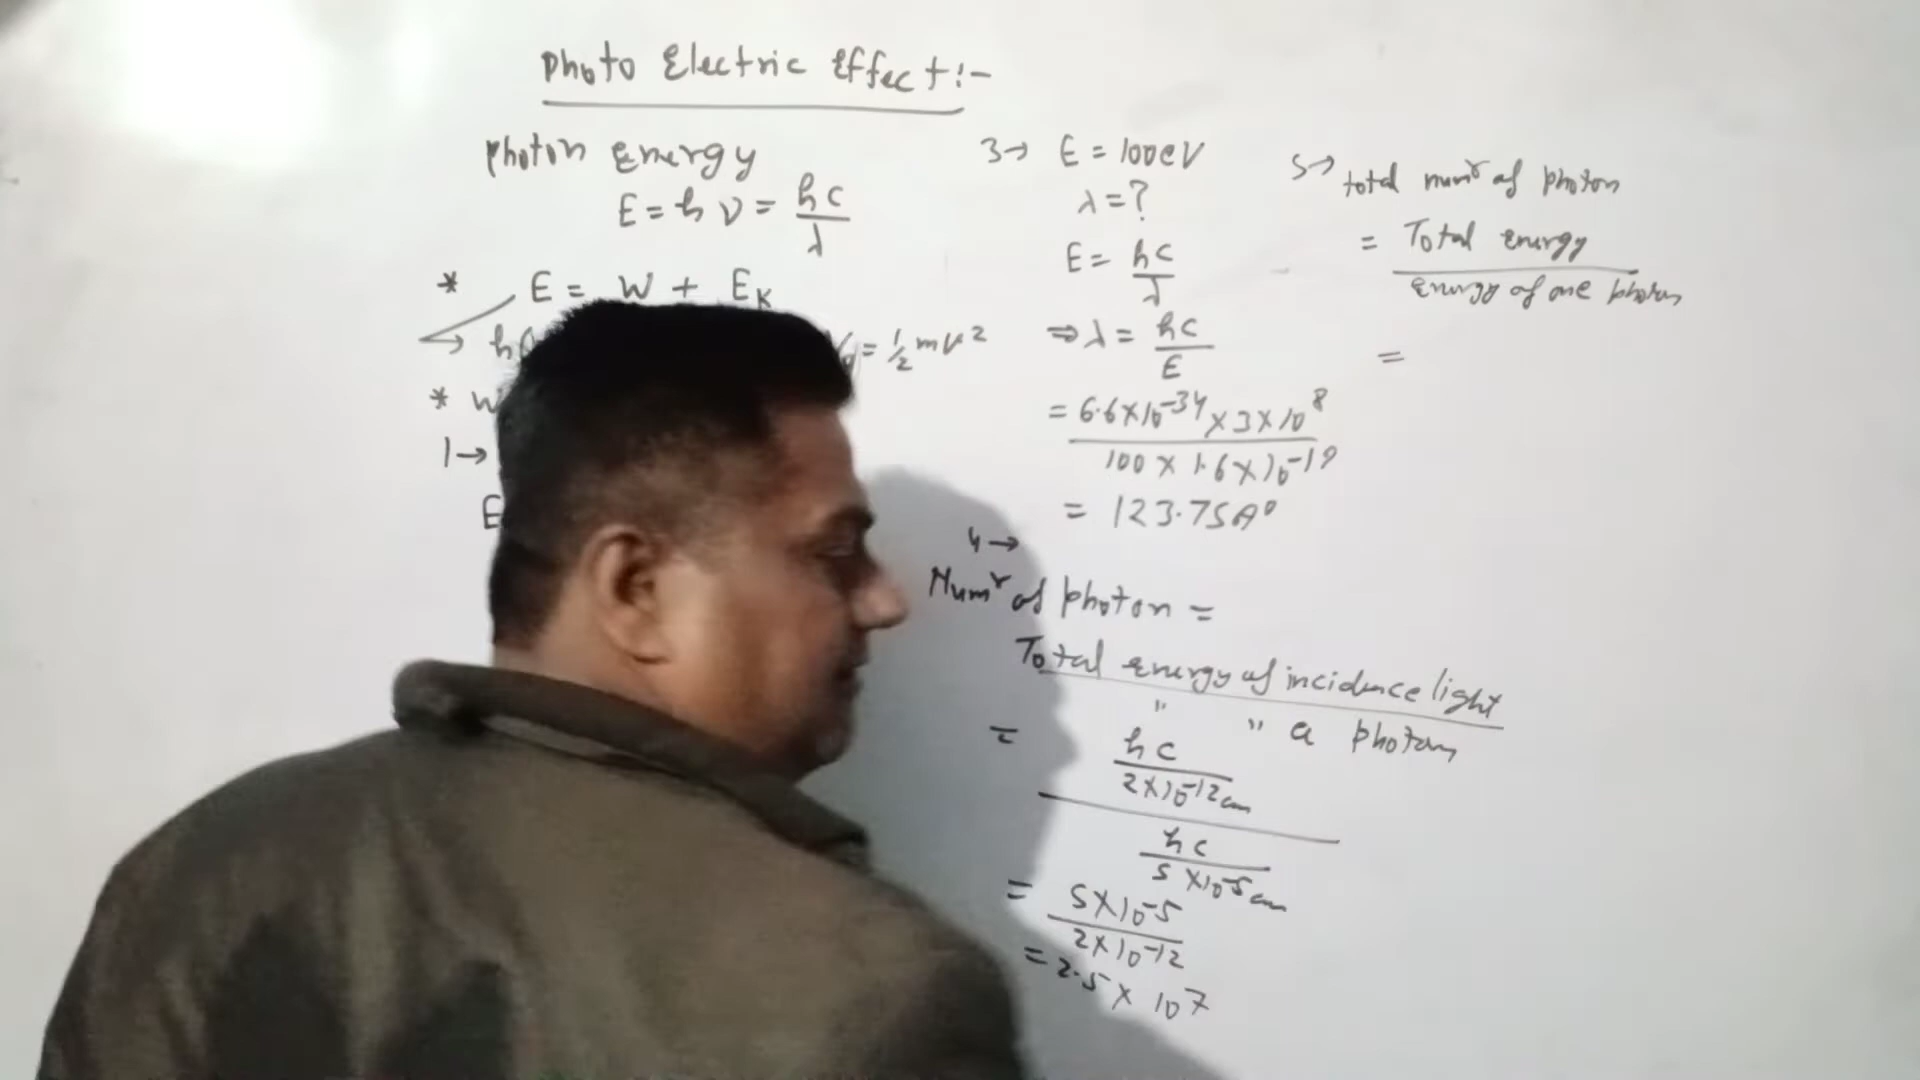 Photo Electric Effect:-
Photon Energy
E = hν = hc/λ
* E = W + EK
→ h
= 1/2 mv²
* W
1→
E
3→ E = 100eV
λ = ?
E = hc/λ
⇒ λ = hc/E
= 6.6×10⁻³⁴ × 3×10⁸ / 100 × 1.6×10⁻¹⁹
= 123.75A°
4→
Numʳ of photon =
Total energy of incidence light
" " a photon
= hc / 2×10⁻¹²cm
hc / 5×10⁻⁵cm
= 5×10⁻⁵ / 2×10⁻¹²
= 2.5 × 10⁷
5→ total numʳ of photon
= Total energy
Energy of one photon
=